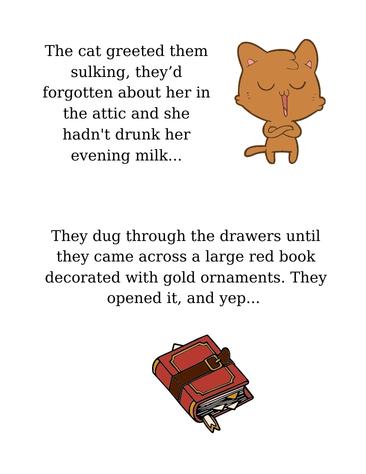 The cat greeted them
sulking, they’d
forgotten about her in
the attic and she
hadn't drunk her
evening milk...
They dug through the drawers until
they came across a large red book
decorated with gold ornaments. They
opened it, and yep...